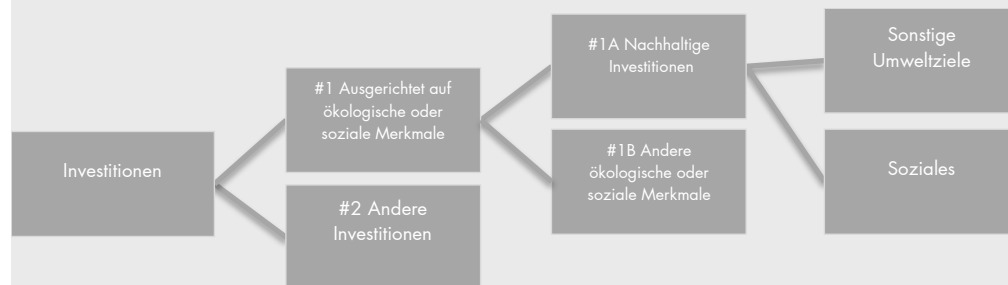 Investitionen
#1 Ausgerichtet auf
ökologische oder
soziale Merkmale
#2 Andere
Investitionen
#1A Nachhaltige
Investitionen
#1B Andere
ökologische oder
soziale Merkmale
Sonstige
Umweltziele
Soziales